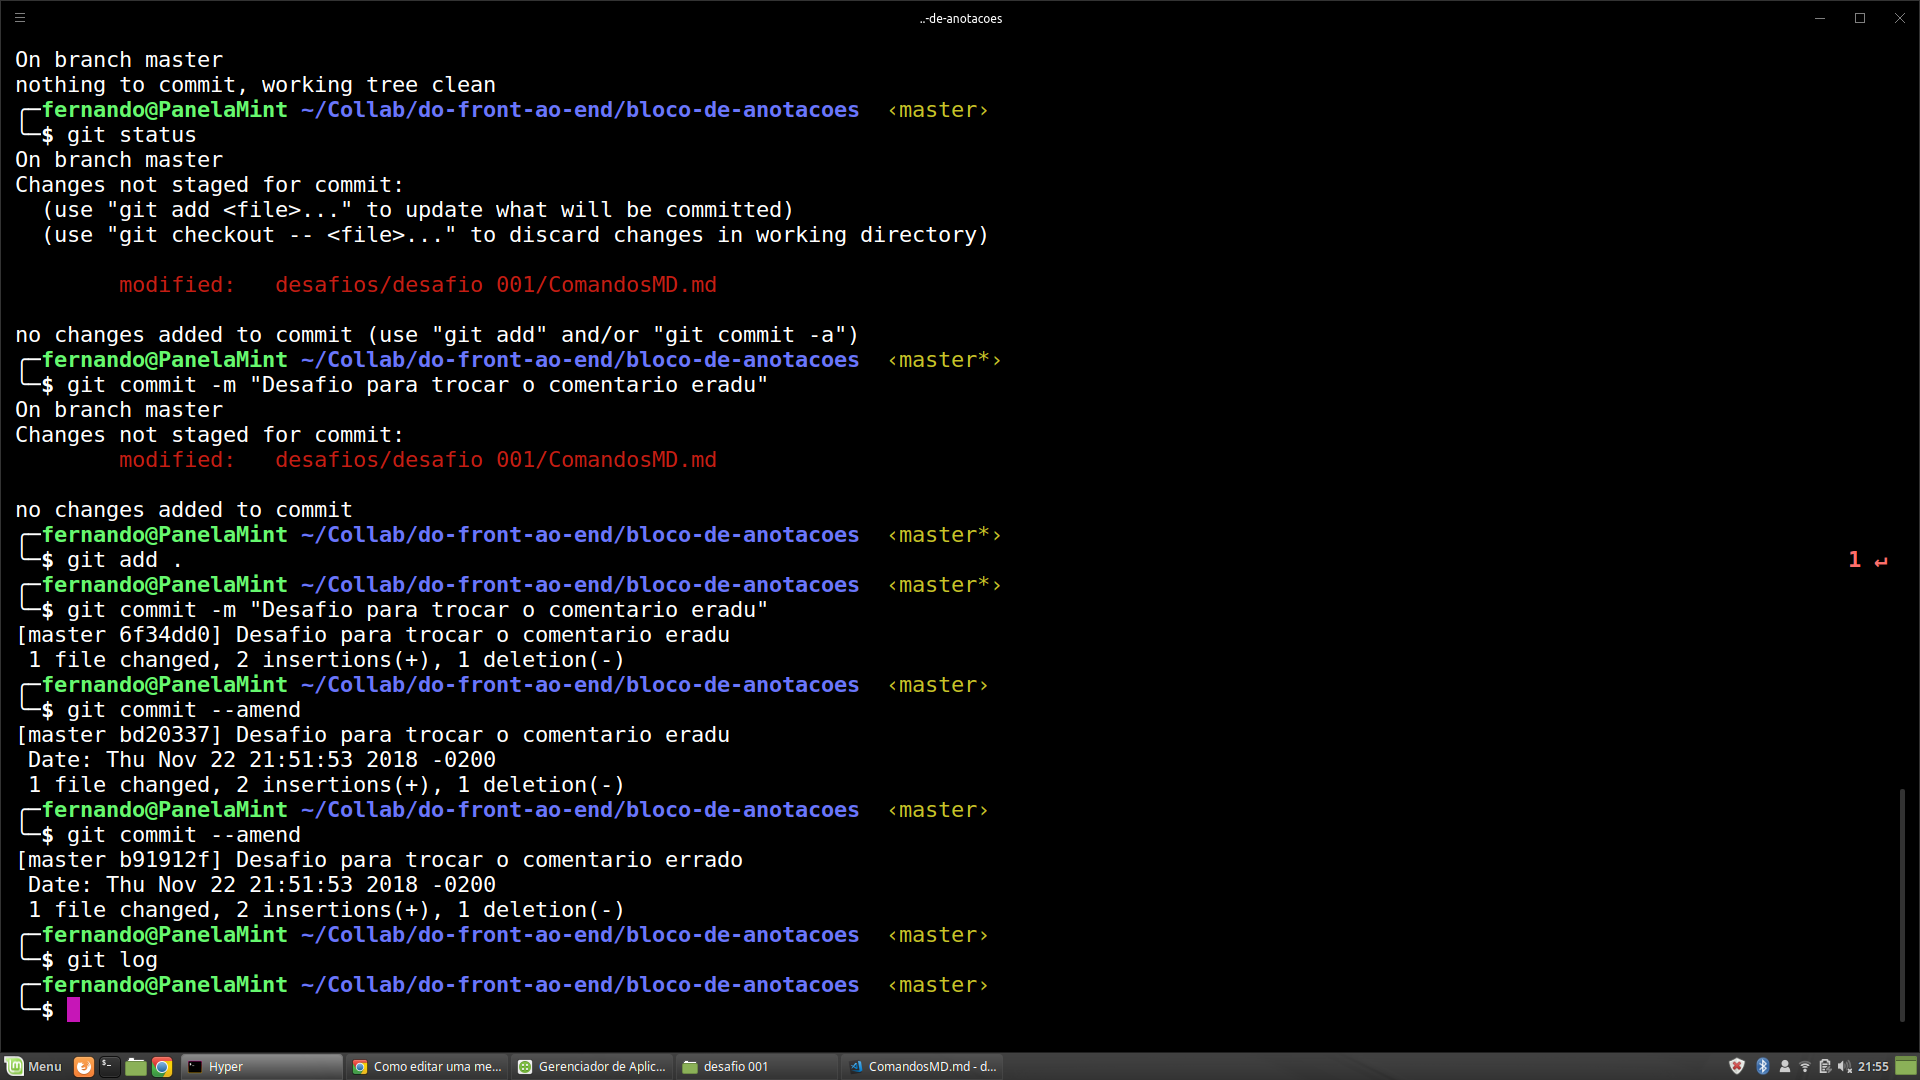 ..-de-anotacoes
On branch master
nothing to commit, working tree clean
╭─fernando@PanelaMint ~/Collab/do-front-ao-end/bloco-de-anotacoes ‹master›
╰─$ git status
On branch master
Changes not staged for commit:
  (use "git add <file>..." to update what will be committed)
  (use "git checkout -- <file>..." to discard changes in working directory)
        modified:   desafios/desafio 001/ComandosMD.md
no changes added to commit (use "git add" and/or "git commit -a")
╭─fernando@PanelaMint ~/Collab/do-front-ao-end/bloco-de-anotacoes ‹master*›
╰─$ git commit -m "Desafio para trocar o comentario eradu"
On branch master
Changes not staged for commit:
        modified:   desafios/desafio 001/ComandosMD.md
no changes added to commit
╭─fernando@PanelaMint ~/Collab/do-front-ao-end/bloco-de-anotacoes ‹master*›
╰─$ git add . 1 ↵
╭─fernando@PanelaMint ~/Collab/do-front-ao-end/bloco-de-anotacoes ‹master*›
╰─$ git commit -m "Desafio para trocar o comentario eradu"
[master 6f34dd0] Desafio para trocar o comentario eradu
 1 file changed, 2 insertions(+), 1 deletion(-)
╭─fernando@PanelaMint ~/Collab/do-front-ao-end/bloco-de-anotacoes ‹master›
╰─$ git commit --amend
[master bd20337] Desafio para trocar o comentario eradu
 Date: Thu Nov 22 21:51:53 2018 -0200
 1 file changed, 2 insertions(+), 1 deletion(-)
╭─fernando@PanelaMint ~/Collab/do-front-ao-end/bloco-de-anotacoes ‹master›
╰─$ git commit --amend
[master b91912f] Desafio para trocar o comentario errado
 Date: Thu Nov 22 21:51:53 2018 -0200
 1 file changed, 2 insertions(+), 1 deletion(-)
╭─fernando@PanelaMint ~/Collab/do-front-ao-end/bloco-de-anotacoes ‹master›
╰─$ git log
╭─fernando@PanelaMint ~/Collab/do-front-ao-end/bloco-de-anotacoes ‹master›
╰─$
Menu Hyper Como editar uma me... Gerenciador de Aplic... desafio 001 ComandosMD.md - d... 21:55